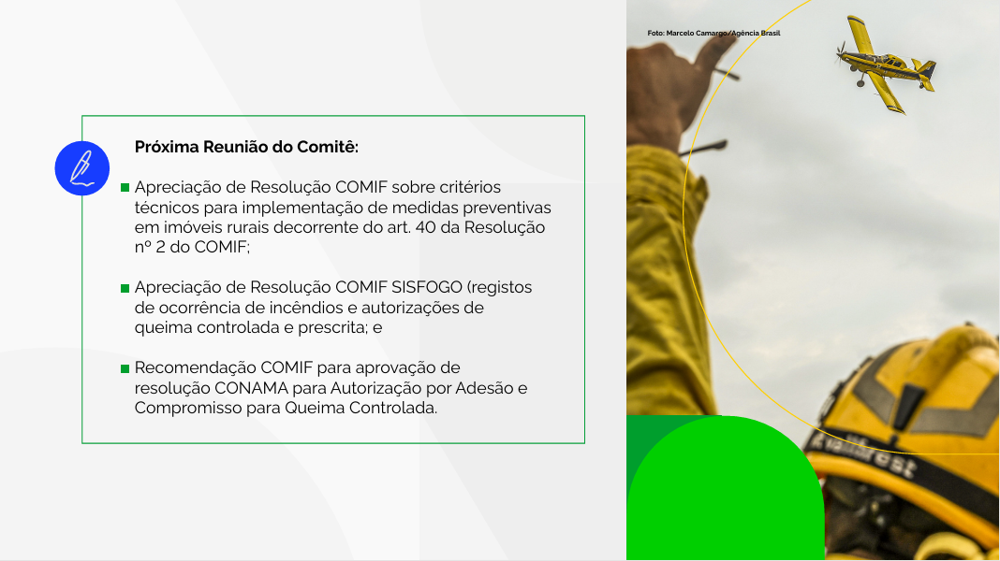 Foto: Marcelo Camargo/Agência Brasil
Próxima Reunião do Comitê:
Apreciação de Resolução COMIF sobre critérios
técnicos para implementação de medidas preventivas
em imóveis rurais decorrente do art. 40 da Resolução
nº 2 do COMIF;
Apreciação de Resolução COMIF SISFOGO (registos
de ocorrência de incêndios e autorizações de
queima controlada e prescrita; e
Recomendação COMIF para aprovação de
resolução CONAMA para Autorização por Adesão e
Compromisso para Queima Controlada.